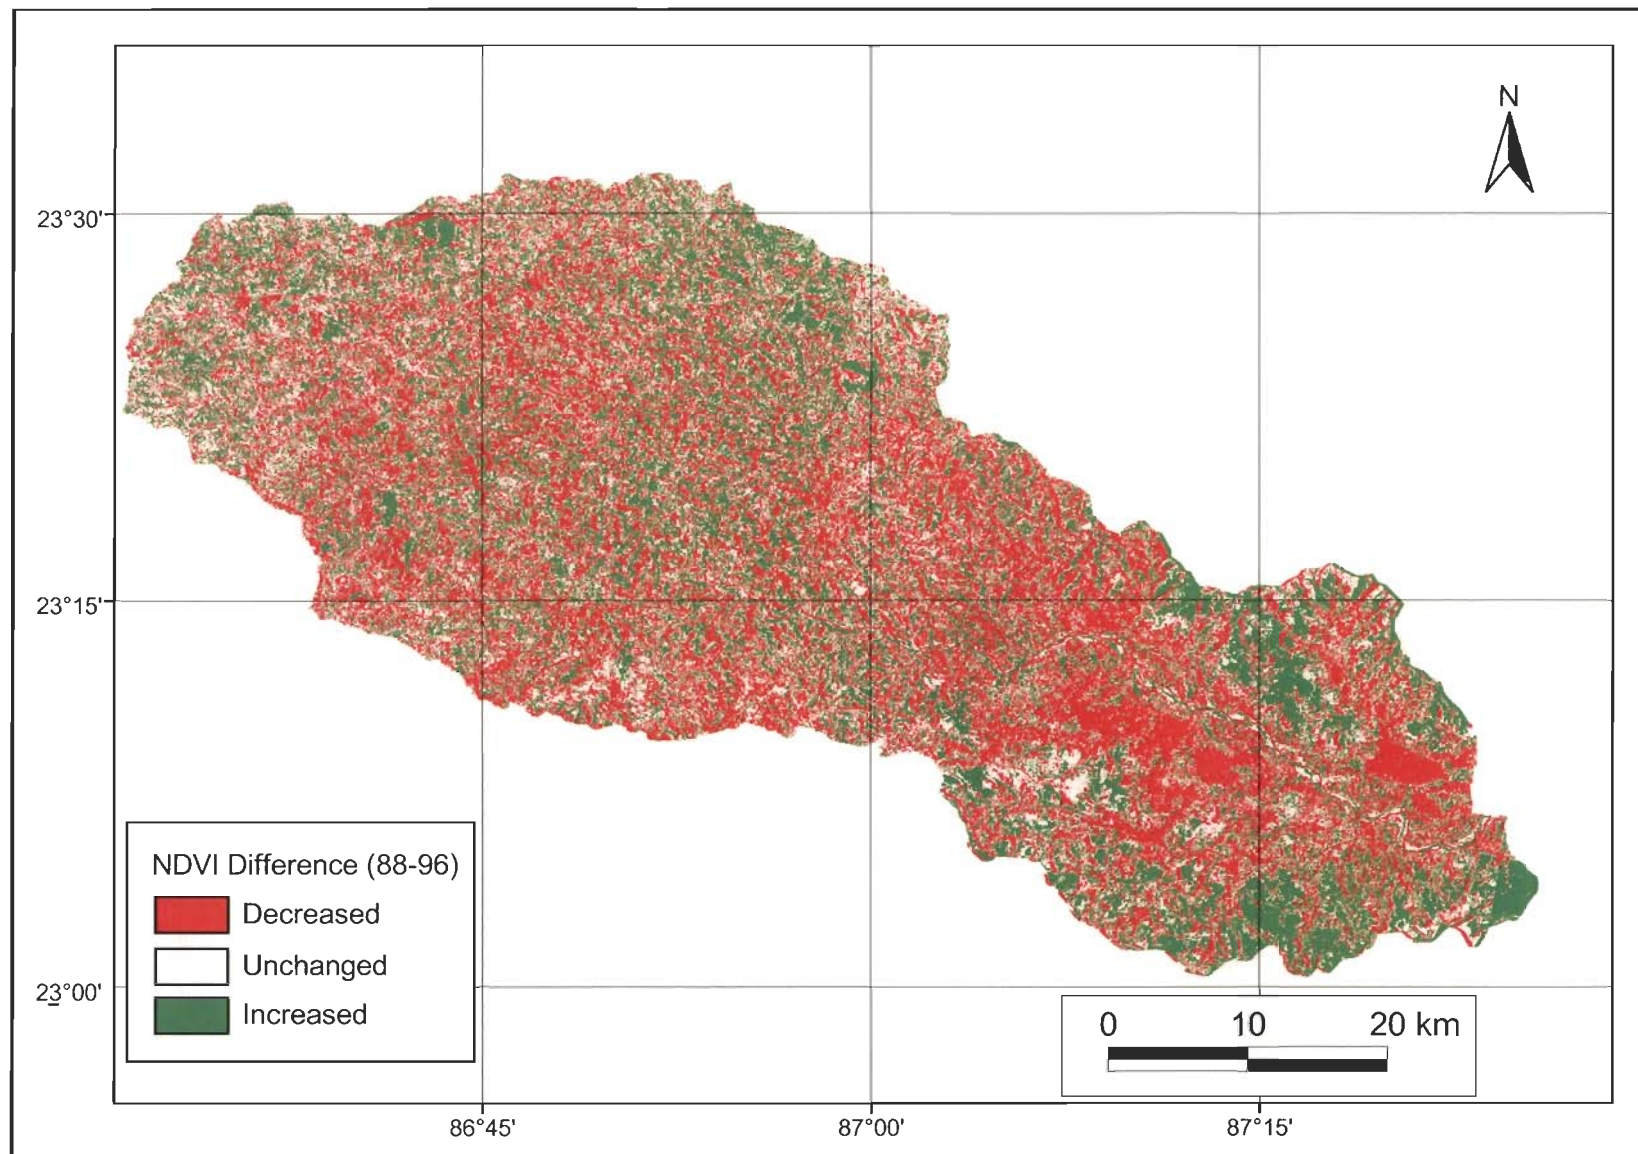 N
23°30'
23°15'
23°00'
NDVI Difference (88-96)
Decreased
Unchanged
Increased
0 10 20 km
86°45' 87°00' 87°15'